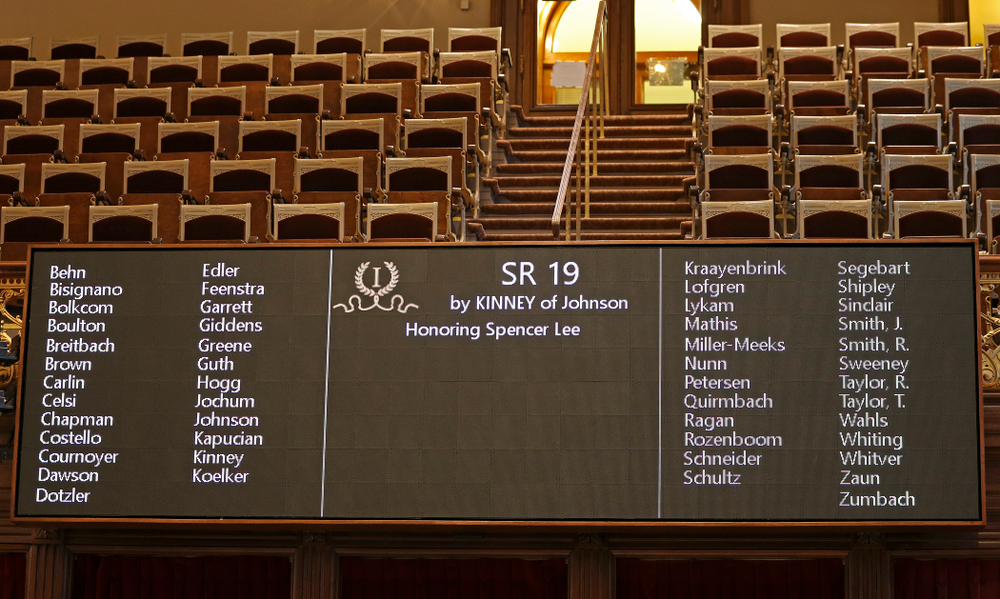 Behn
Bisignano
Bolkcom
Boulton
Breitbach
Brown
Carlin
Celsi
Chapman
Costello
Cournoyer
Dawson
Dotzler
Edler
Feenstra
Garrett
Giddens
Greene
Guth
Hogg
Jochum
Johnson
Kapucian
Kinney
Koelker
I
SR 19
by KINNEY of Johnson
Honoring Spencer Lee
Kraayenbrink
Lofgren
Lykam
Mathis
Miller-Meeks
Nunn
Petersen
Quirmbach
Ragan
Rozenboom
Schneider
Schultz
Segebart
Shipley
Sinclair
Smith, J.
Smith, R.
Sweeney
Taylor, R.
Taylor, T.
Wahls
Whiting
Whitver
Zaun
Zumbach